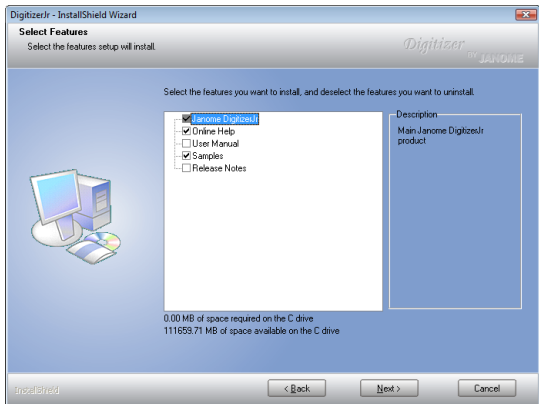 DigitizerJr - InstallShield Wizard
Select Features
Select the features setup will install.
Digitizer
BY JANOME
Select the features you want to install, and deselect the features you want to uninstall.
Janome DigitizerJr
Online Help
User Manual
Samples
Release Notes
Description
Main Janome DigitizerJr
product
0.00 MB of space required on the C drive
111659.71 MB of space available on the C drive
InstallShield
< Back
Next >
Cancel